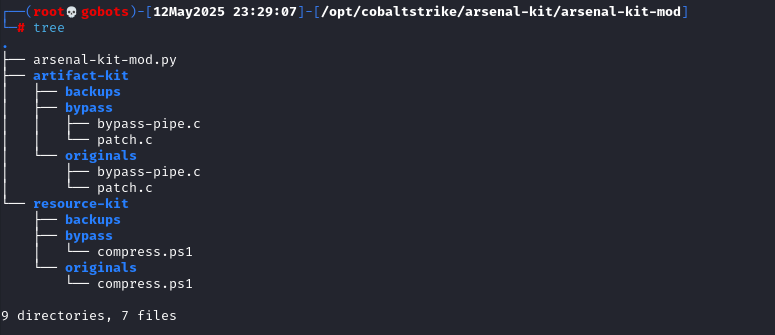 ┌──(root💀gobots)-[12May2025 23:29:07]-[/opt/cobaltstrike/arsenal-kit/arsenal-kit-mod]
└─# tree
.
├── arsenal-kit-mod.py
├── artifact-kit
│   ├── backups
│   ├── bypass
│   │   ├── bypass-pipe.c
│   │   └── patch.c
│   └── originals
│       ├── bypass-pipe.c
│       └── patch.c
└── resource-kit
    ├── backups
    ├── bypass
    │   └── compress.ps1
    └── originals
        └── compress.ps1
9 directories, 7 files